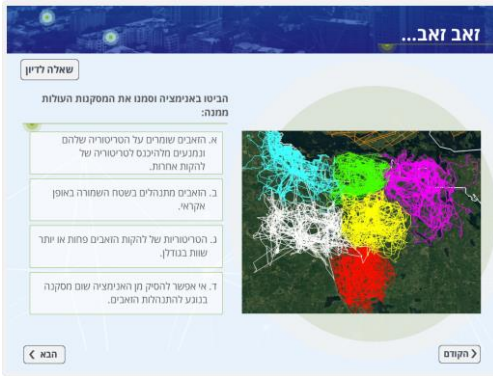 זאב זאב...
שאלה לדיון
הביטו באנימציה וסמנו את המסקנות העולות
ממנה:
א. הזאבים שומרים על הטריטוריה שלהם
ונמנעים מלהיכנס לטריטוריה של
להקות אחרות.
ב. הזאבים מתנהלים בשטח השמורה באופן
אקראי.
ג. הטריטוריות של להקות הזאבים פחות או יותר
שוות בגודלן.
ד. אי אפשר להסיק מן האנימציה שום מסקנה
בנוגע להתנהלות הזאבים.
הקודם
הבא